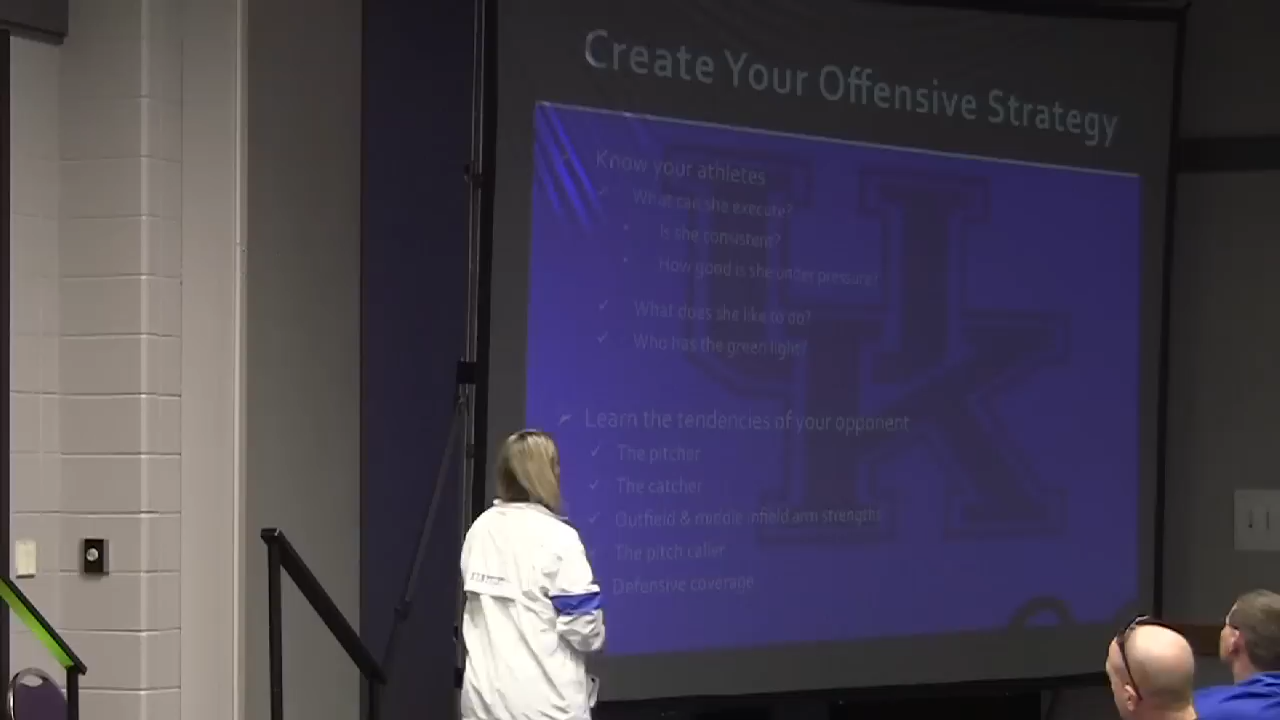 Create Your Offensive Strategy
Know your athletes
What can she execute?
Is she consistent?
How good is she under pressure?
What does she like to do?
Who has the green light?
UK
Learn the tendencies of your opponent
The pitcher
The catcher
Outfield & middle infield arm strengths
The pitch caller
Defensive coverage